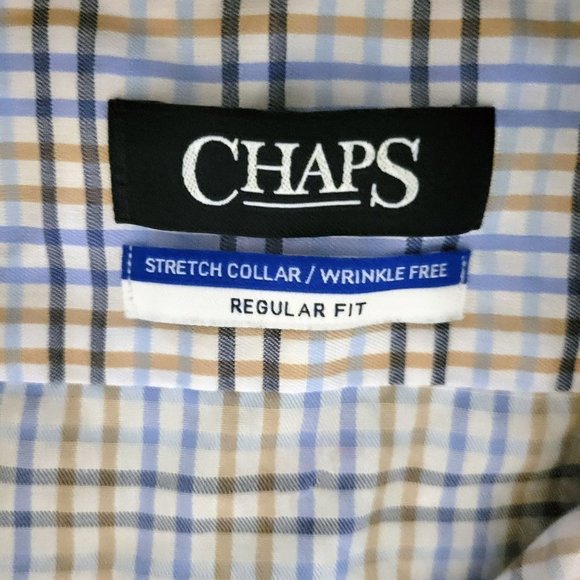 CHAPS
STRETCH COLLAR / WRINKLE FREE
REGULAR FIT